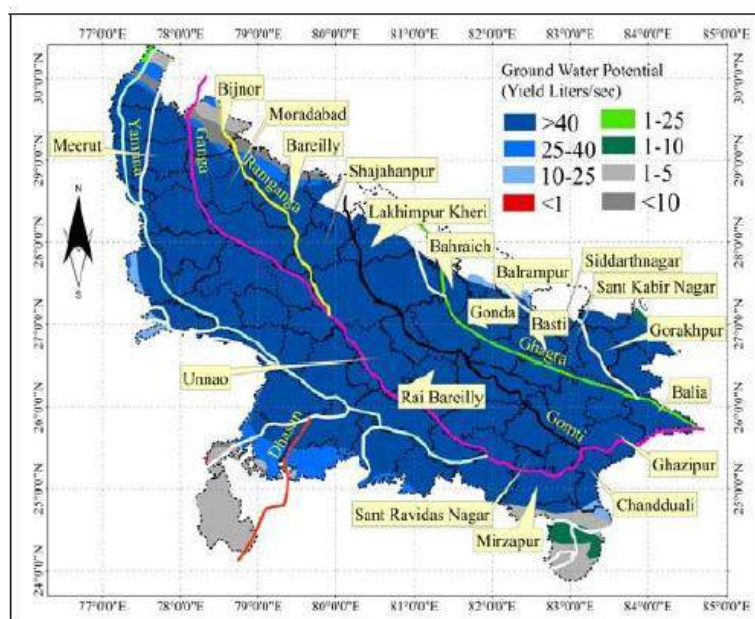 Ground Water Potential
(Yield Liters/sec)
>40
25-40
10-25
<1
1-25
1-10
1-5
<10
N
S
Bijnor
Moradabad
Bareilly
Shajahanpur
Lakhimpur Kheri
Bahraich
Balrampur
Siddarthnagar
Sant Kabir Nagar
Gonda
Basti
Gorakhpur
Meerut
Yamuna
Ganga
Ramganga
Ghagra
Gomti
Dhasan
Unnao
Rai Bareilly
Balia
Ghazipur
Chandduali
Sant Ravidas Nagar
Mirzapur
30°0'0"N
29°0'0"N
28°0'0"N
27°0'0"N
26°0'0"N
25°0'0"N
24°0'0"N
77°0'0"E
78°0'0"E
79°0'0"E
80°0'0"E
81°0'0"E
82°0'0"E
83°0'0"E
84°0'0"E
85°0'0"E